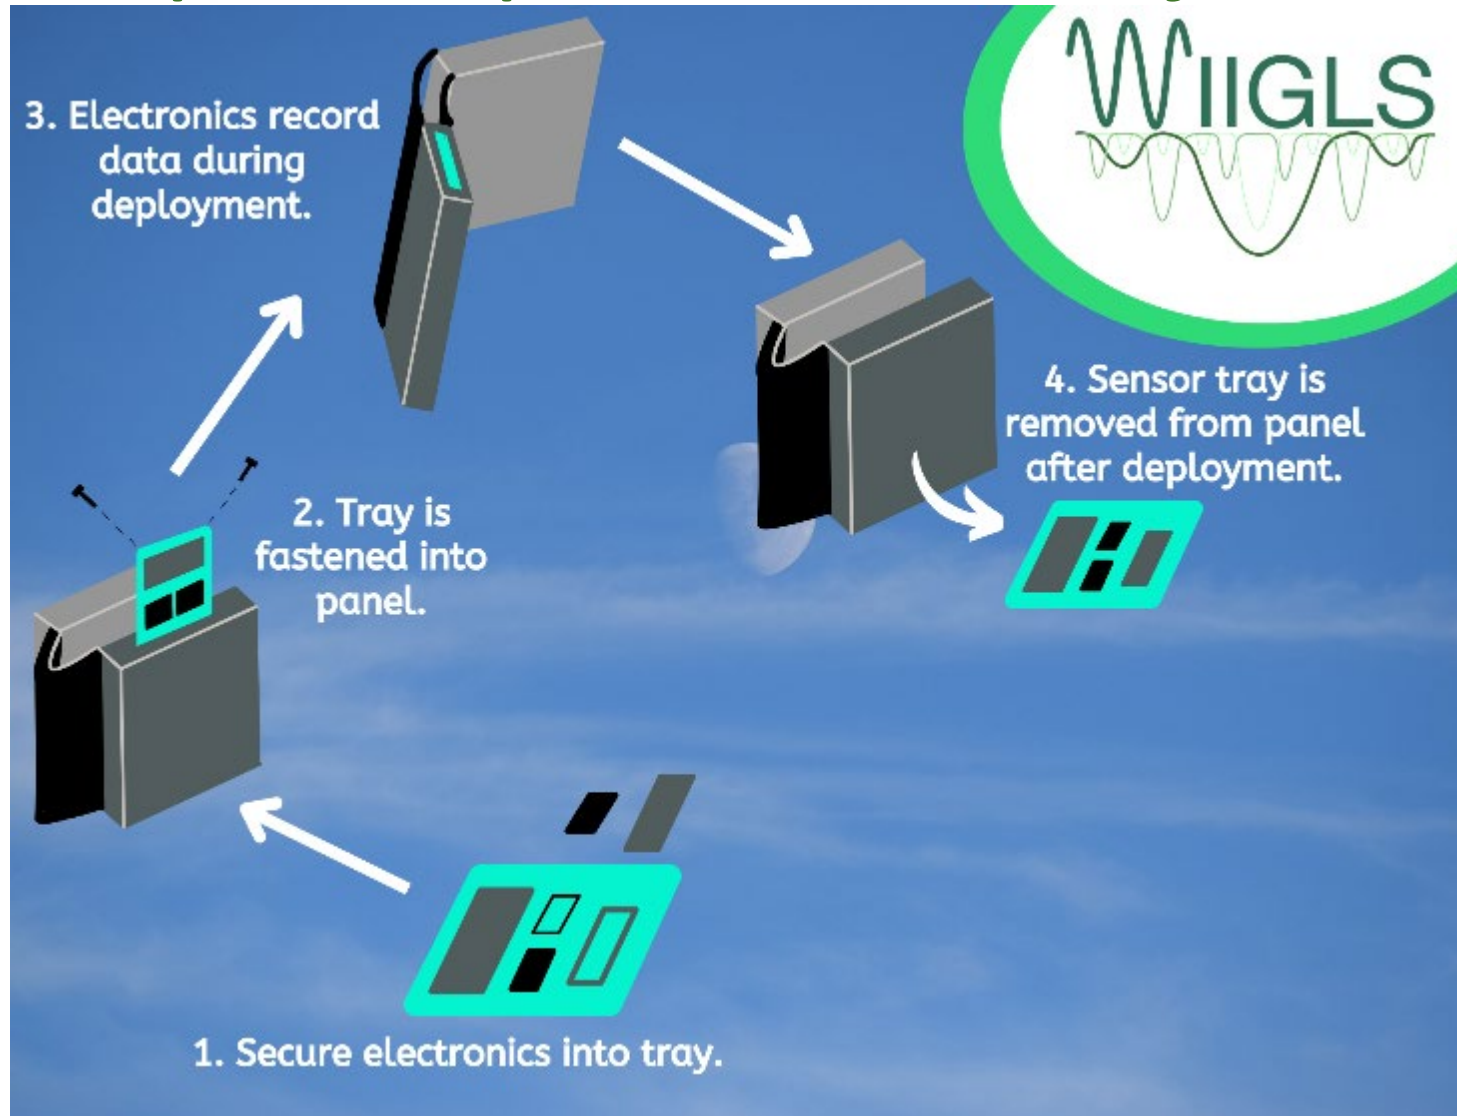 WIIGLS
3. Electronics record
data during
deployment.
4. Sensor tray is
removed from panel
after deployment.
2. Tray is
fastened into
panel.
1. Secure electronics into tray.